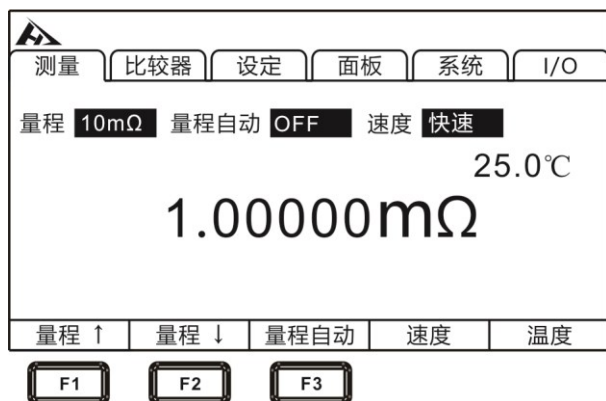 测量 比较器 设定 面板 系统 I/O
量程 10mΩ 量程自动 OFF 速度 快速
25.0℃
1.00000mΩ
量程 ↑ 量程 ↓ 量程自动 速度 温度
F1 F2 F3